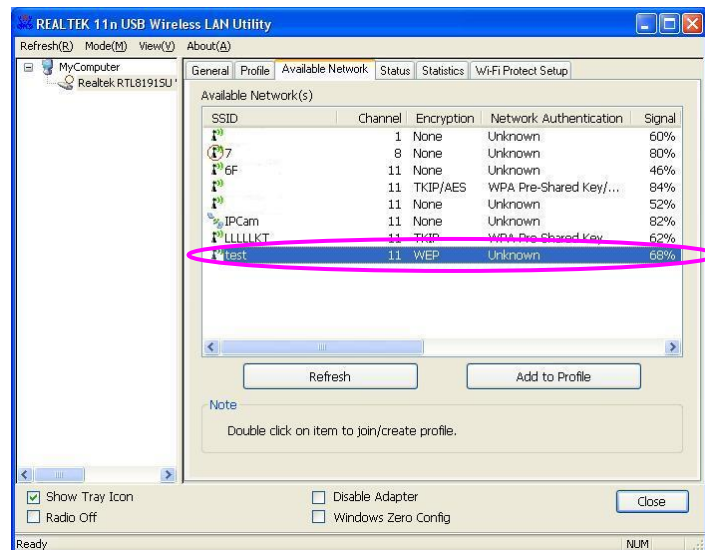 REALTEK 11n USB Wireless LAN Utility
Refresh(R) Mode(M) View(V) About(A)
MyComputer
Realtek RTL8191SU
General Profile Available Network Status Statistics Wi-Fi Protect Setup
Available Network(s)
SSID Channel Encryption Network Authentication Signal
1 None Unknown 60%
7 8 None Unknown 80%
6F 11 None Unknown 46%
11 TKIP/AES WPA Pre-Shared Key/... 84%
11 None Unknown 52%
IPCam 11 None Unknown 82%
LLLLLKT 11 TKIP WPA Pre-Shared Key 62%
test 11 WEP Unknown 68%
Refresh Add to Profile
Note
Double click on item to join/create profile.
Show Tray Icon Disable Adapter Close
Radio Off Windows Zero Config
Ready NUM